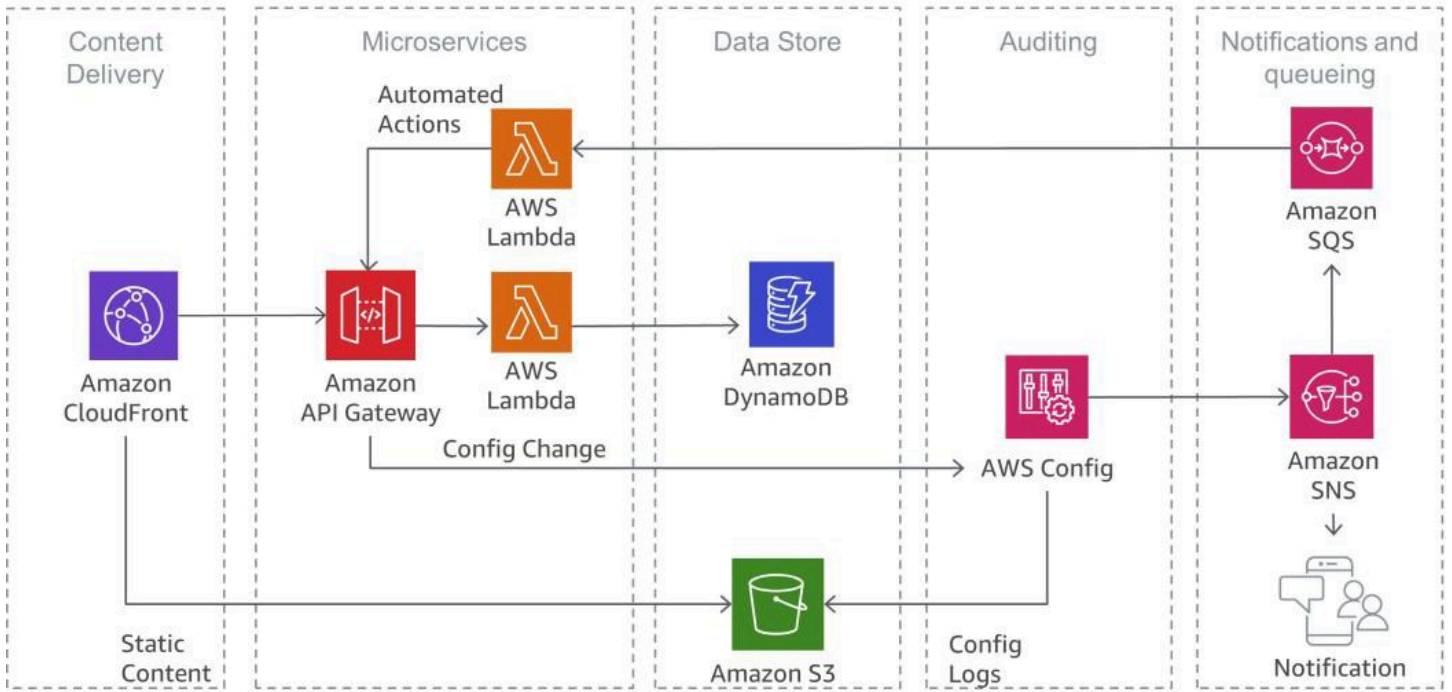 Content
Delivery
Microservices
Data Store
Auditing
Notifications and
queueing
Automated
Actions
AWS
Lambda
Amazon
SQS
Amazon
CloudFront
</>
Amazon
API Gateway
AWS
Lambda
Amazon
DynamoDB
Config Change
AWS Config
Amazon
SNS
Static
Content
Amazon S3
Config
Logs
Notification